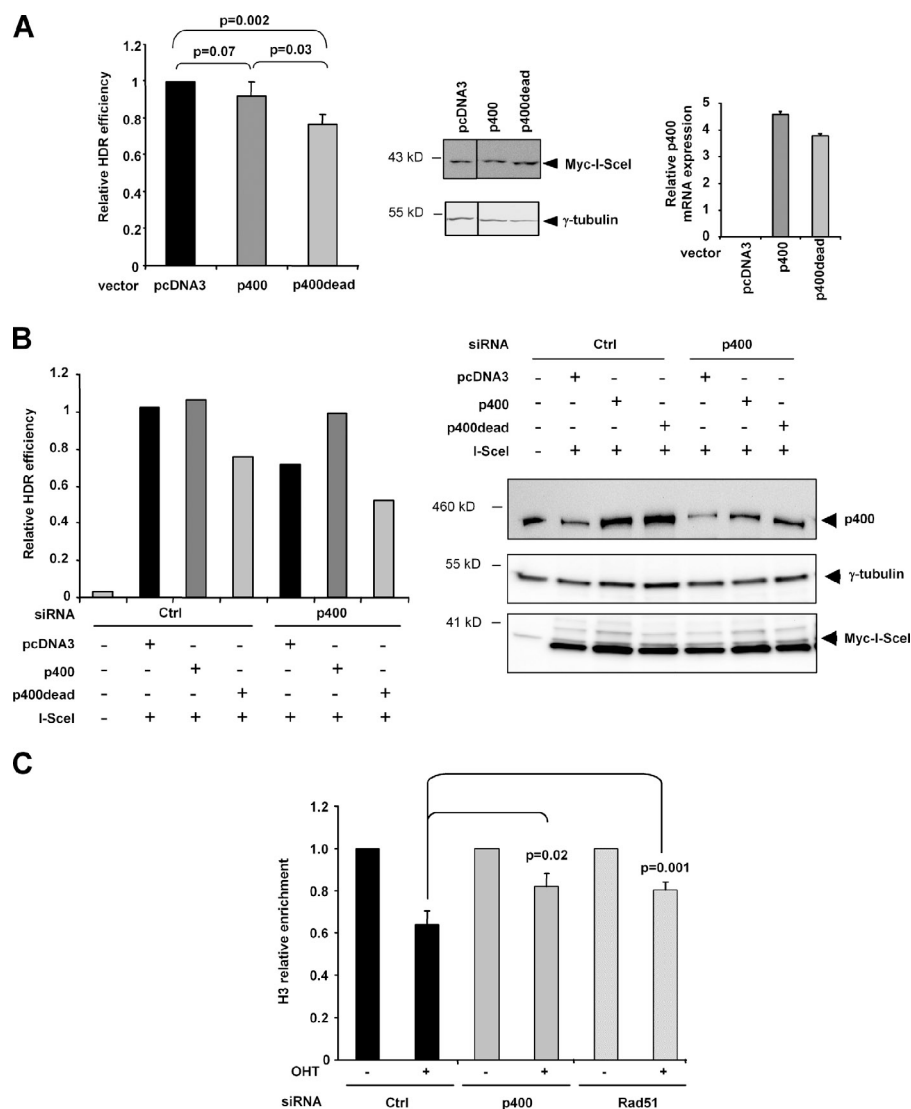 A
p=0.002
p=0.07
p=0.03
Relative HDR efficiency
1.2
1
0.8
0.6
0.4
0.2
0
vector
pcDNA3
p400
p400dead
pcDNA3
p400
p400dead
43 kD
Myc-I-SceI
55 kD
γ-tubulin
Relative p400
mRNA expression
5
4
3
2
1
0
vector
pcDNA3
p400
p400dead
B
Relative HDR efficiency
1.2
1
0.8
0.6
0.4
0.2
0
siRNA
Ctrl
p400
pcDNA3 - + - - + - -
p400 - - + - - + -
p400dead - - - + - - +
I-SceI - + + + + + +
siRNA
Ctrl
p400
pcDNA3 - + - - + - -
p400 - - + - - + -
p400dead - - - + - - +
I-SceI - + + + + + +
460 kD
p400
55 kD
γ-tubulin
41 kD
Myc-I-SceI
C
H3 relative enrichment
1.2
1.0
0.8
0.6
0.4
0.2
0
p=0.02
p=0.001
OHT - + - + - +
siRNA
Ctrl
p400
Rad51